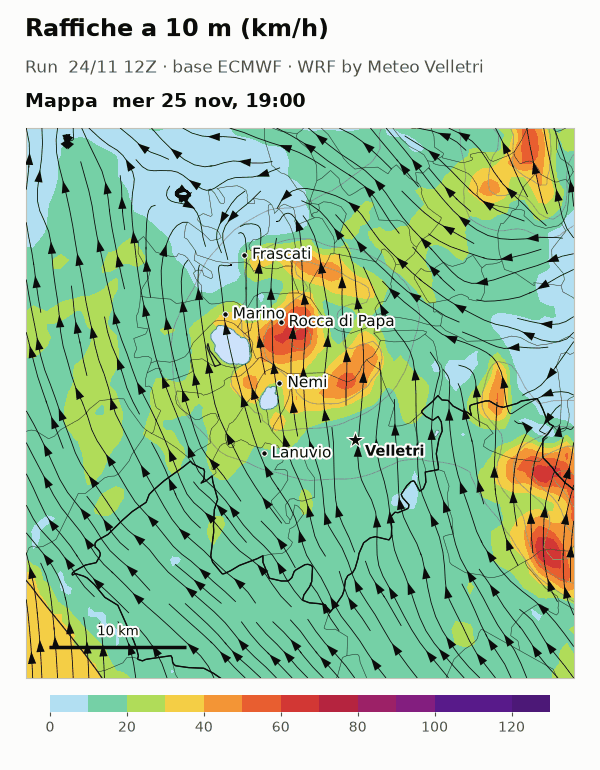 Raffiche a 10 m (km/h)
Run  24/11 12Z · base ECMWF · WRF by Meteo Velletri
Mappa  mer 25 nov, 19:00
Frascati
Marino
Rocca di Papa
Nemi
Velletri
Lanuvio
10 km
0 20 40 60 80 100 120